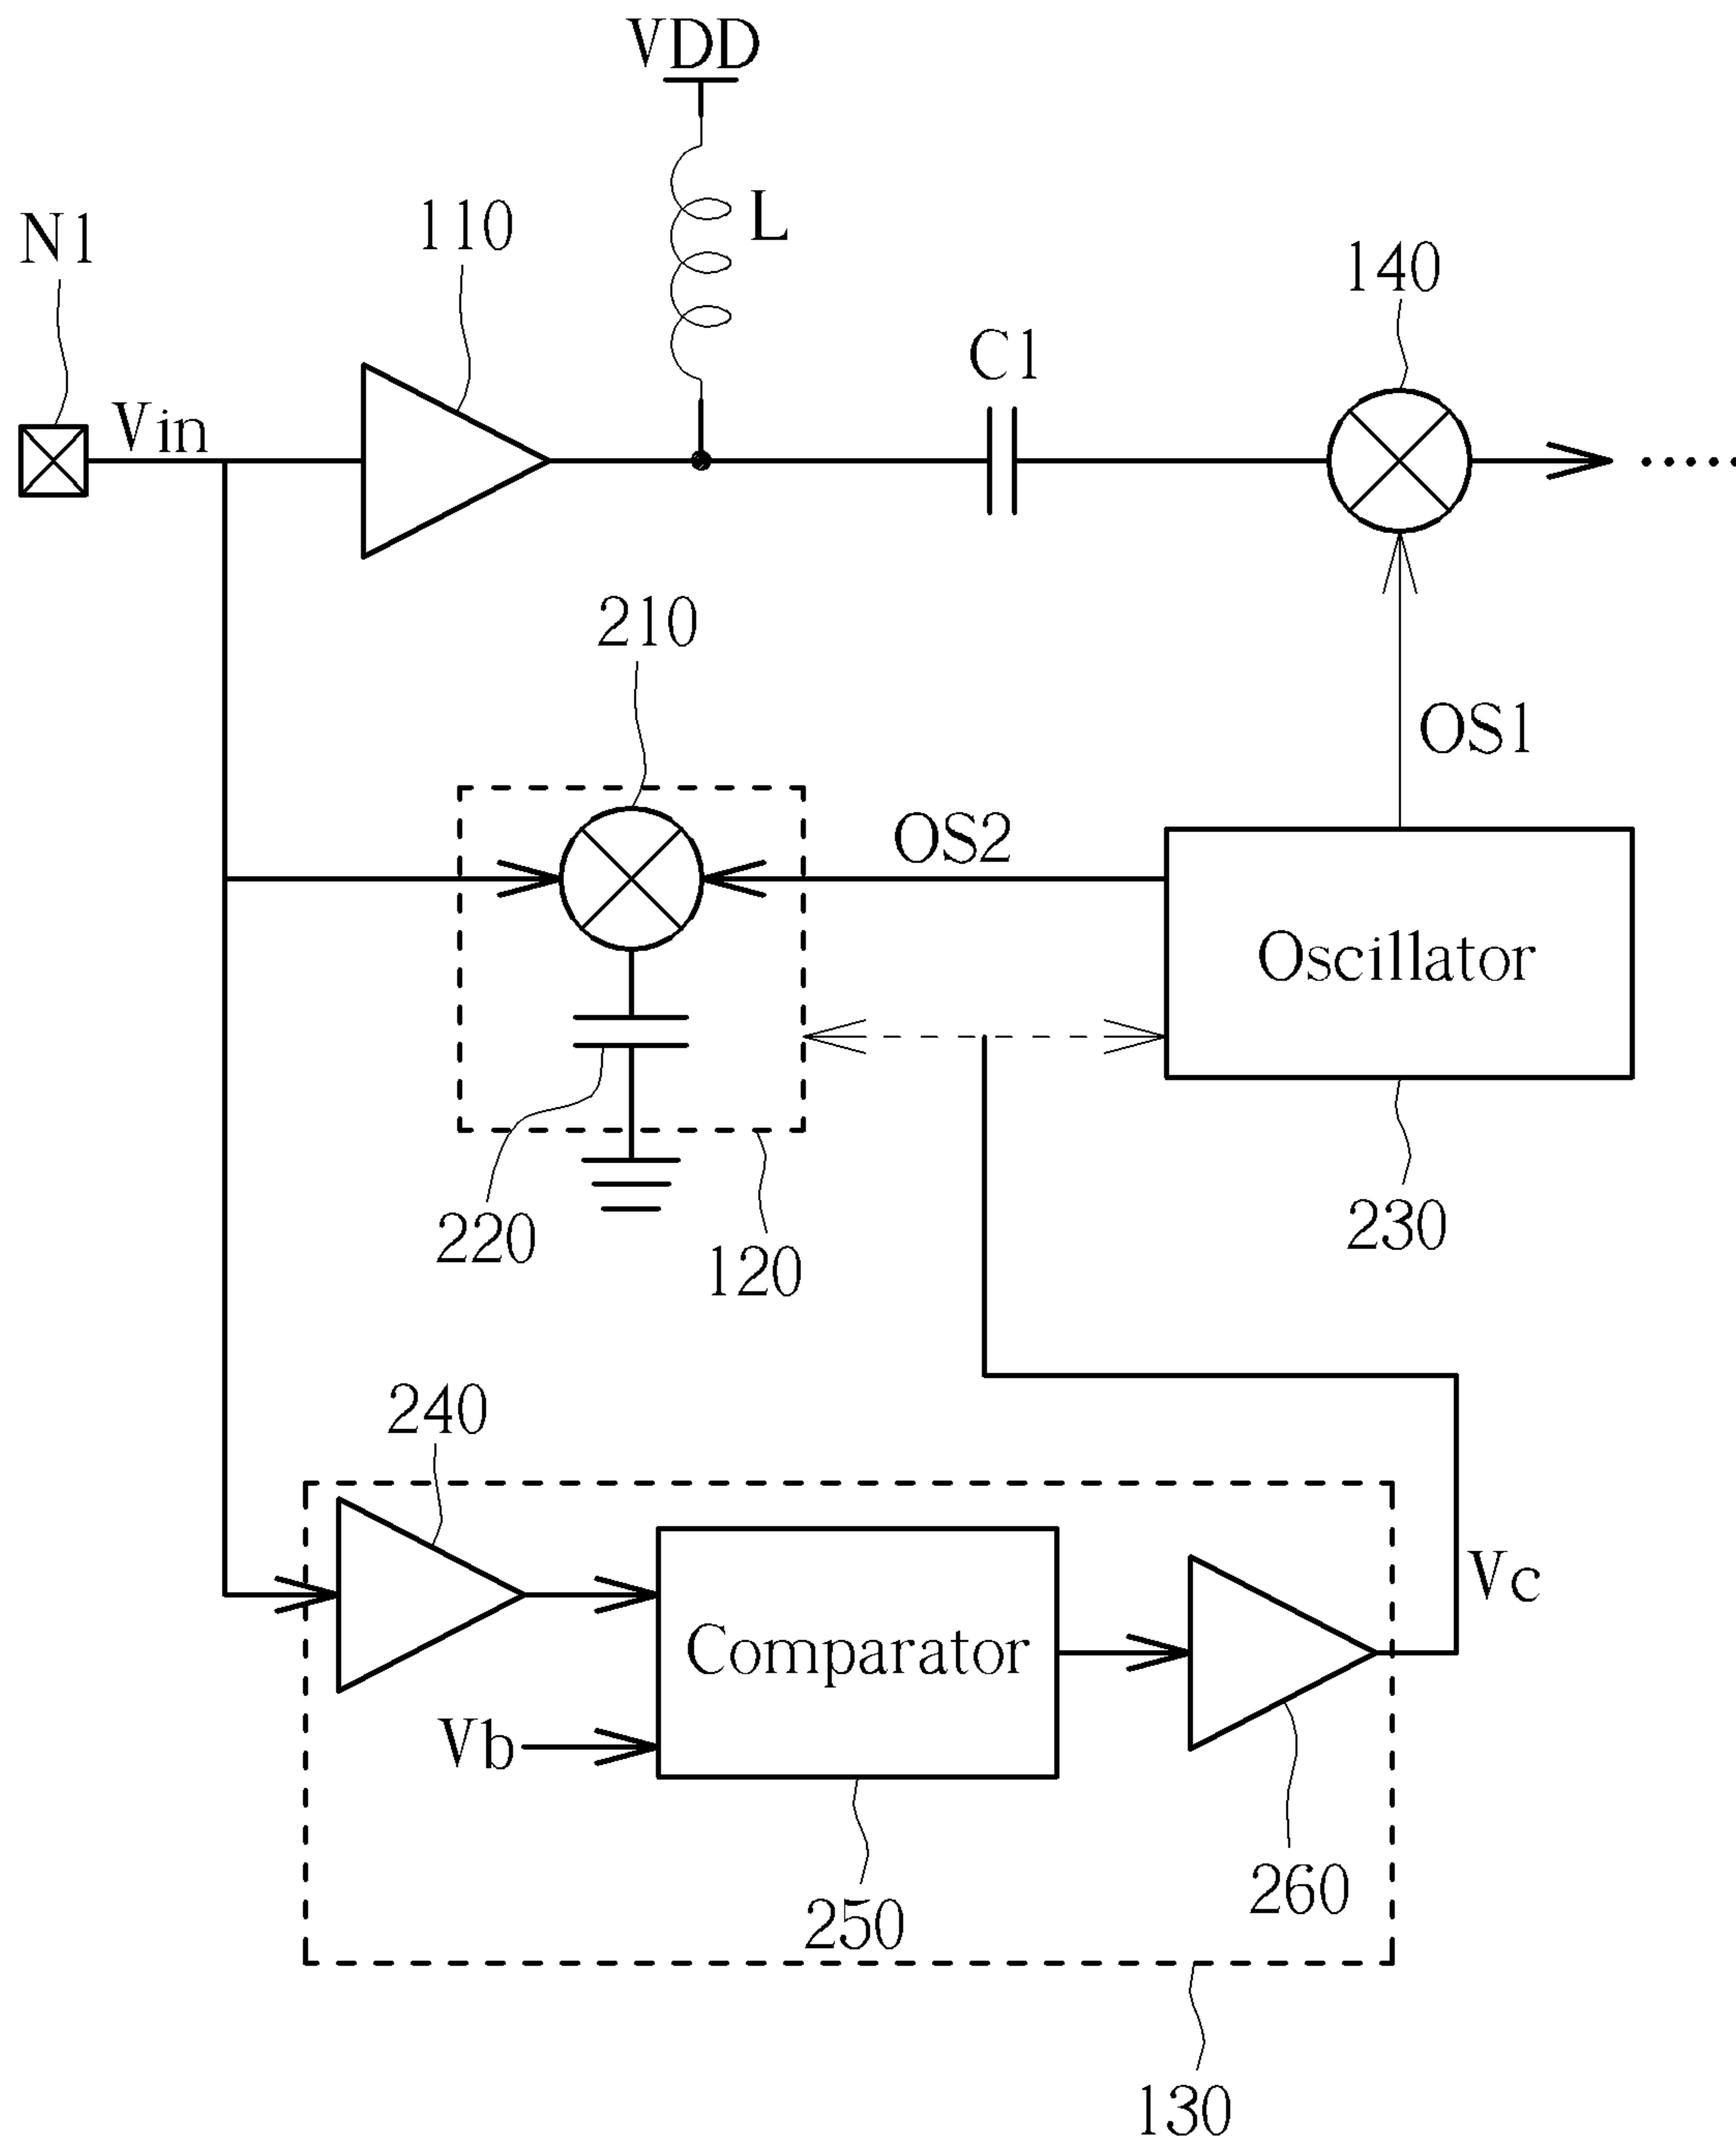 VDD
N1
110
L
140
C1
Vin
210
OS1
OS2
Oscillator
220
120
230
240
Vc
Comparator
Vb
260
250
130